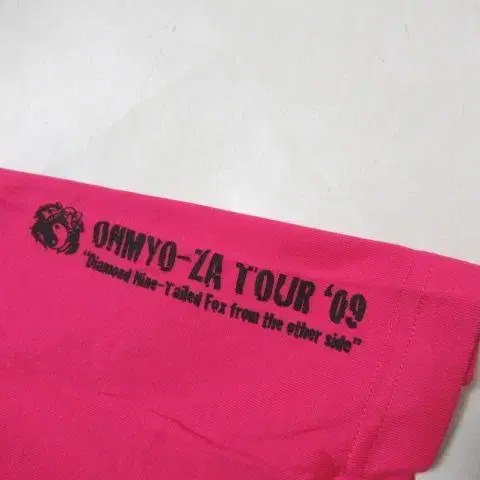 ONMYO-ZA TOUR '09
"Diamond Nine-Tailed Fox from the other side"